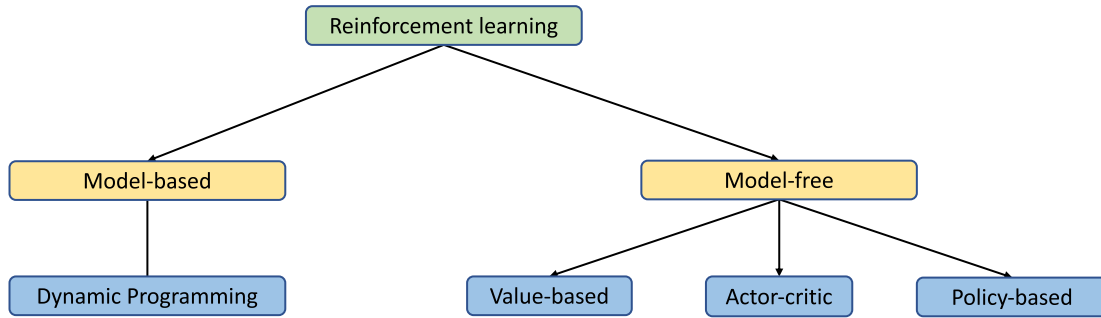 Reinforcement learning
Model-based
Model-free
Dynamic Programming
Value-based
Actor-critic
Policy-based